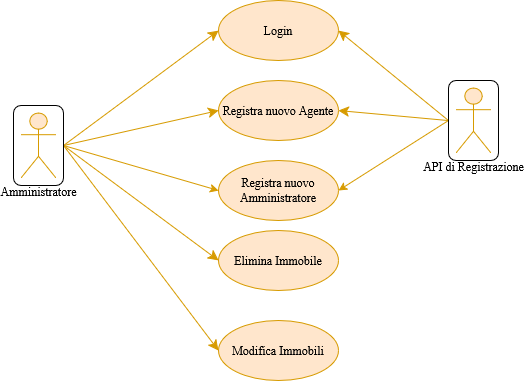 Login
Registra nuovo Agente
Registra nuovo
Amministratore
Elimina Immobile
Modifica Immobili
Amministratore
API di Registrazione